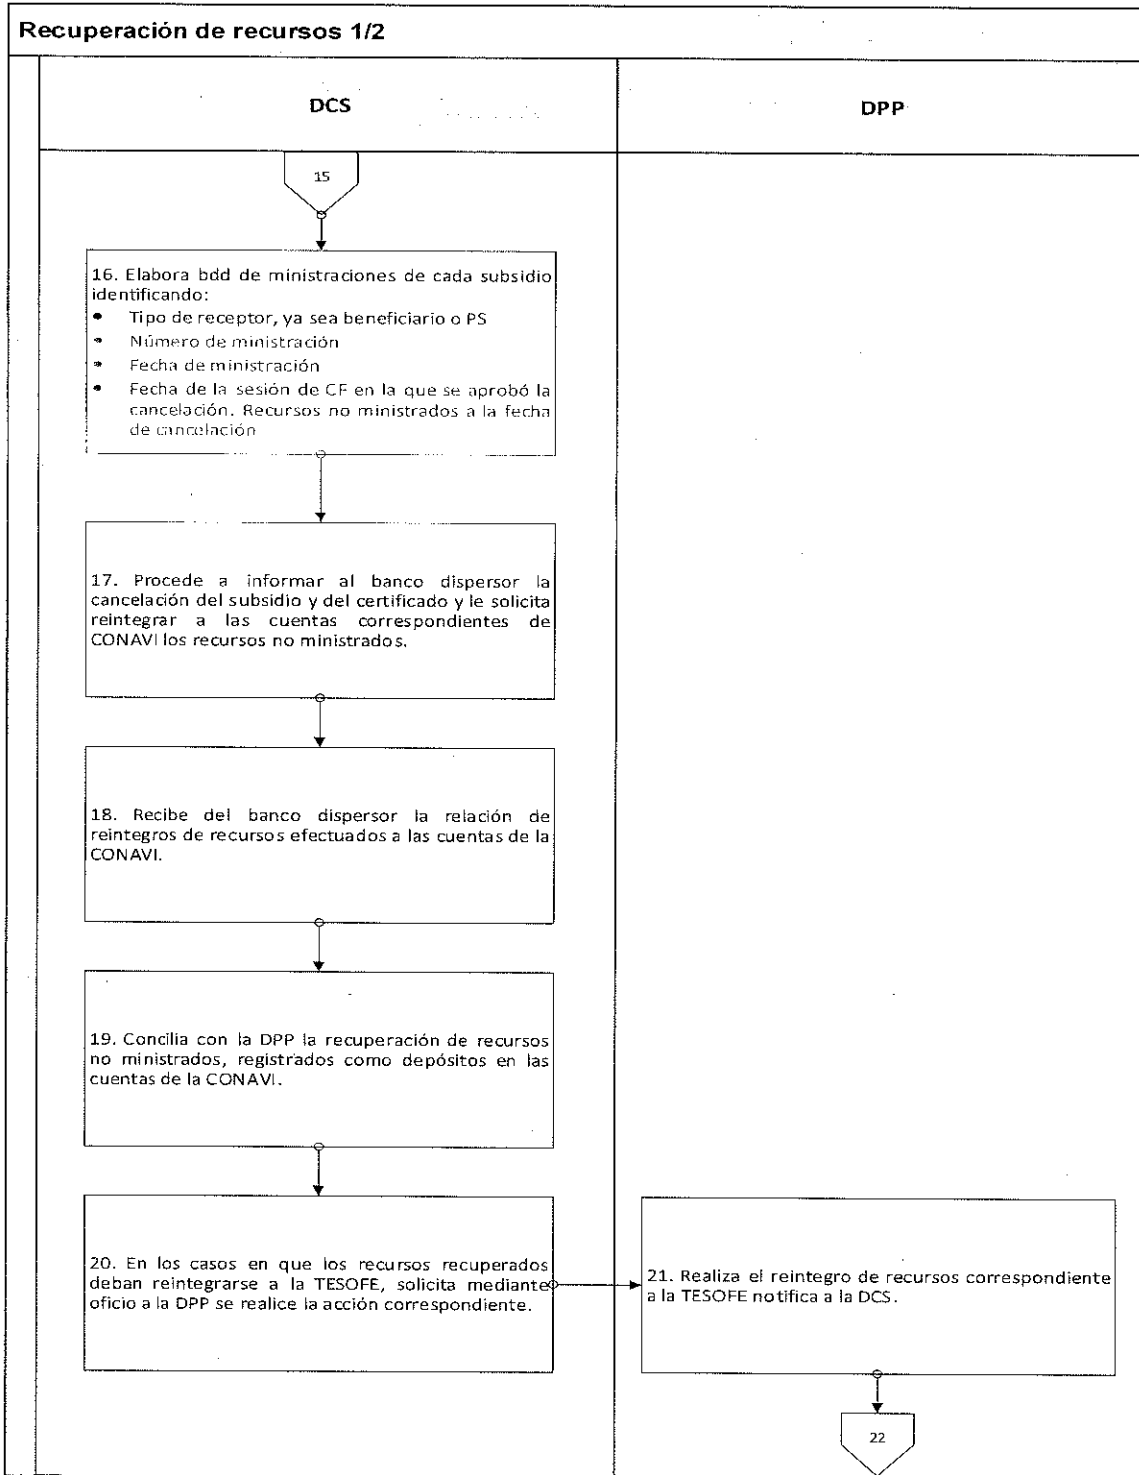 Recuperación de recursos 1/2
DCS
DPP
15
16. Elabora bdd de ministraciones de cada subsidio
identificando:
• Tipo de receptor, ya sea beneficiario o PS
• Número de ministración
• Fecha de ministración
• Fecha de la sesión de CF en la que se aprobó la
cancelación. Recursos no ministrados a la fecha
de cancelación
17. Procede a informar al banco dispersor la
cancelación del subsidio y del certificado y le solicita
reintegrar a las cuentas correspondientes de
CONAVI los recursos no ministrados.
18. Recibe del banco dispersor la relación de
reintegros de recursos efectuados a las cuentas de la
CONAVI.
19. Concilia con la DPP la recuperación de recursos
no ministrados, registrados como depósitos en las
cuentas de la CONAVI.
20. En los casos en que los recursos recuperados
deban reintegrarse a la TESOFE, solicita mediante
oficio a la DPP se realice la acción correspondiente.
21. Realiza el reintegro de recursos correspondiente
a la TESOFE notifica a la DCS.
22